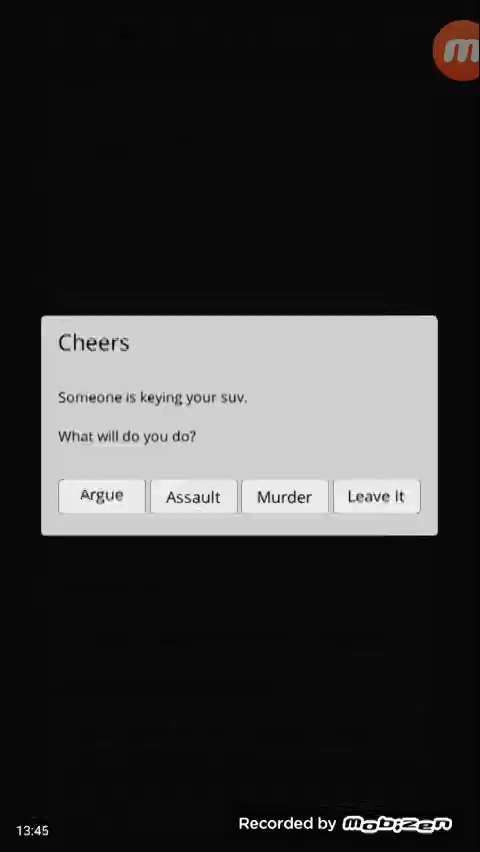 m
Cheers
Someone is keying your suv.
What will do you do?
Argue
Assault
Murder
Leave It
13:45
Recorded by mobizen